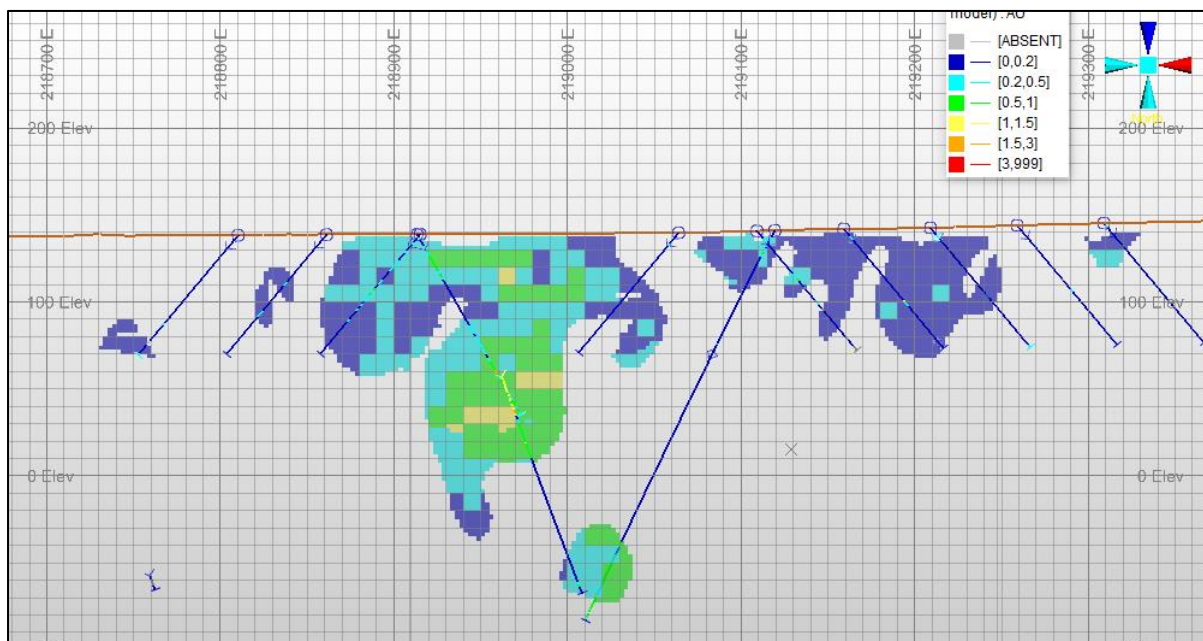 218700 E
218800 E
218900 E
219000 E
219100 E
219200 E
219300 E
model) : AU
[ABSENT]
[0,0.2]
[0.2,0.5]
[0.5,1]
[1,1.5]
[1.5,3]
[3,999]
North
200 Elev
200 Elev
100 Elev
100 Elev
0 Elev
0 Elev